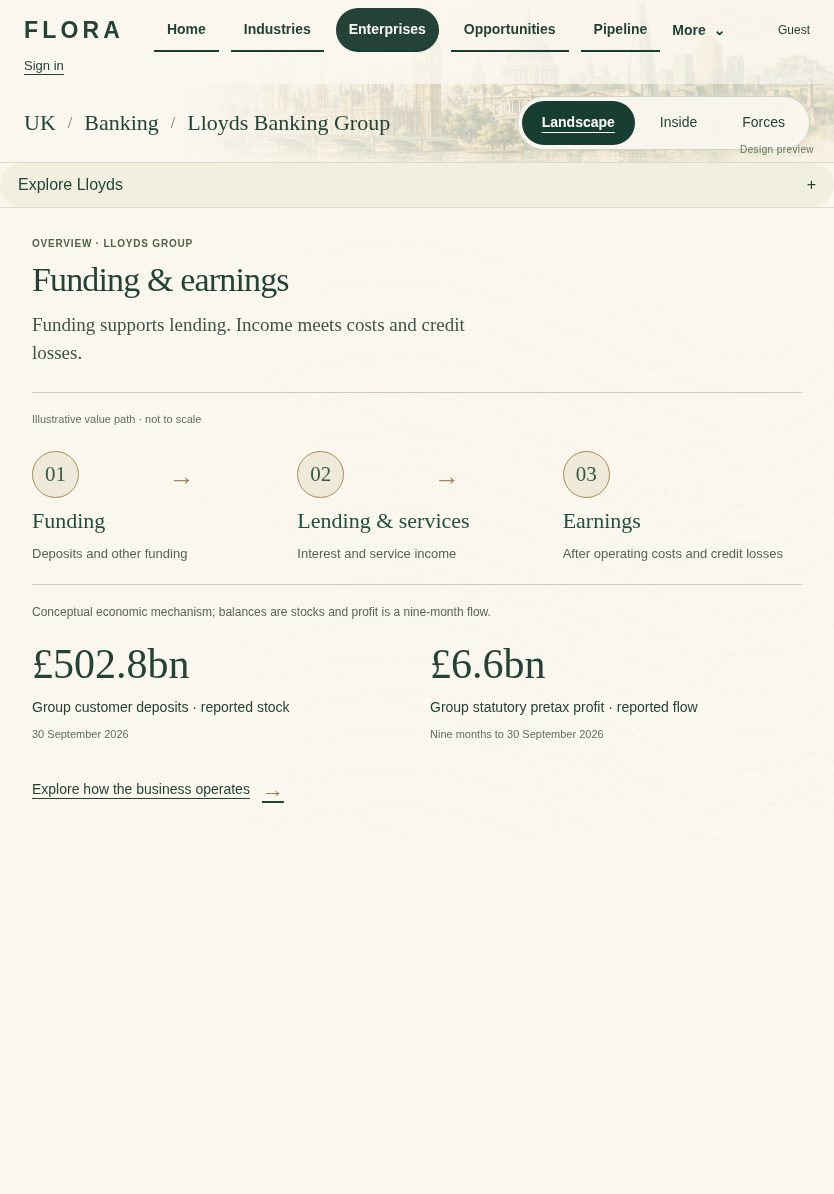 FLORA Home Industries Enterprises Opportunities Pipeline More ⌄ Guest
Sign in
UK / Banking / Lloyds Banking Group Landscape Inside Forces
Design preview
Explore Lloyds +
OVERVIEW · LLOYDS GROUP
Funding & earnings
Funding supports lending. Income meets costs and credit
losses.
Illustrative value path · not to scale
01 → 02 → 03
Funding Lending & services Earnings
Deposits and other funding Interest and service income After operating costs and credit losses
Conceptual economic mechanism; balances are stocks and profit is a nine-month flow.
£502.8bn £6.6bn
Group customer deposits · reported stock Group statutory pretax profit · reported flow
30 September 2026 Nine months to 30 September 2026
Explore how the business operates →